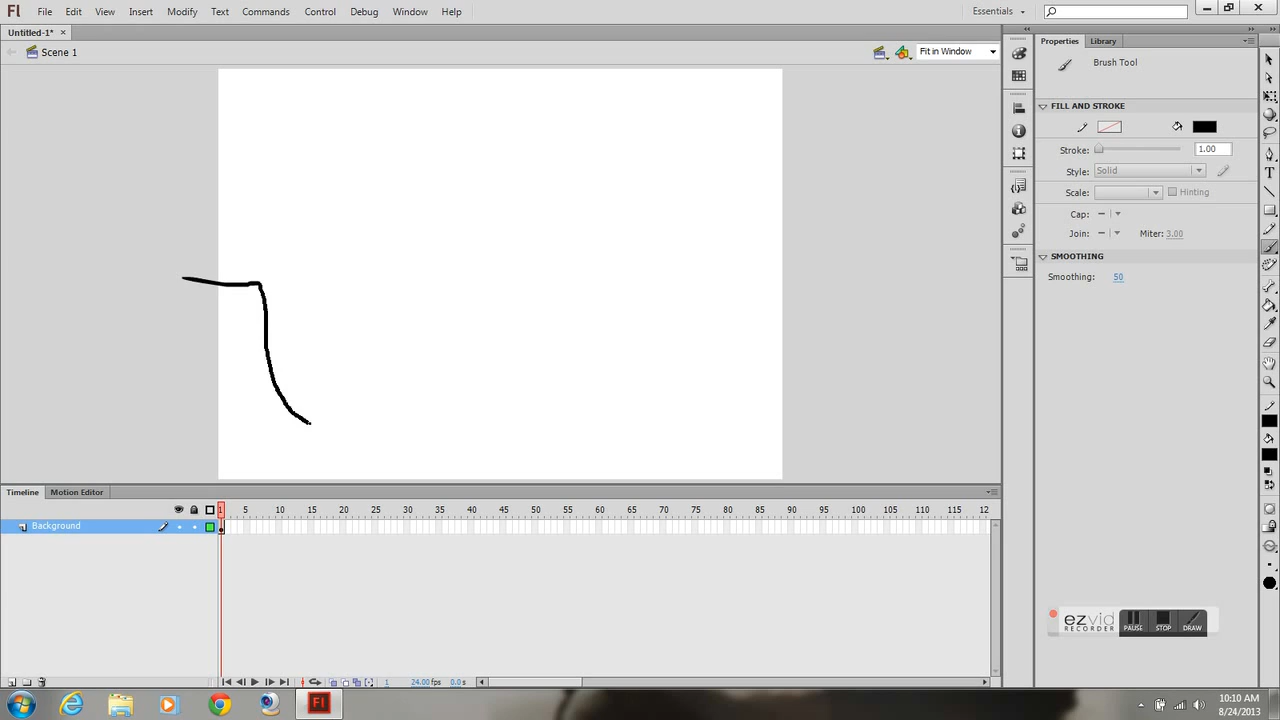 Fl File Edit View Insert Modify Text Commands Control Debug Window Help Essentials
Untitled-1* ×
Scene 1 Fit in Window
Properties Library
Brush Tool
FILL AND STROKE
Stroke: 1.00
Style: Solid
Scale: Hinting
Cap:
Join: Miter: 3.00
SMOOTHING
Smoothing: 50
T
Timeline Motion Editor
1 5 10 15 20 25 30 35 40 45 50 55 60 65 70 75 80 85 90 95 100 105 110 115 12
Background
ezvid RECORDER PAUSE STOP DRAW
1 24.00 fps 0.0 s
Fl
10:10 AM
8/24/2013